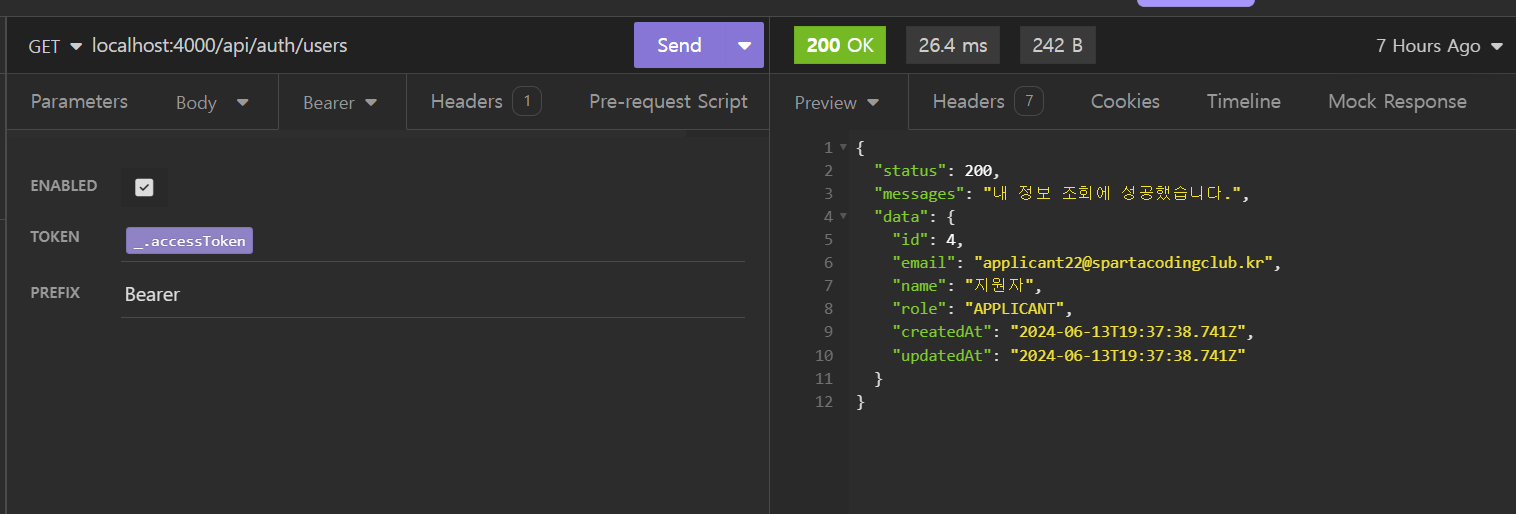 GET localhost:4000/api/auth/users Send
Parameters Body Bearer Headers 1 Pre-request Script
ENABLED
TOKEN _.accessToken
PREFIX Bearer
200 OK 26.4 ms 242 B 7 Hours Ago
Preview Headers 7 Cookies Timeline Mock Response
1 {
2 "status": 200,
3 "messages": "내 정보 조회에 성공했습니다.",
4 "data": {
5 "id": 4,
6 "email": "applicant22@spartacodingclub.kr",
7 "name": "지원자",
8 "role": "APPLICANT",
9 "createdAt": "2024-06-13T19:37:38.741Z",
10 "updatedAt": "2024-06-13T19:37:38.741Z"
11 }
12 }